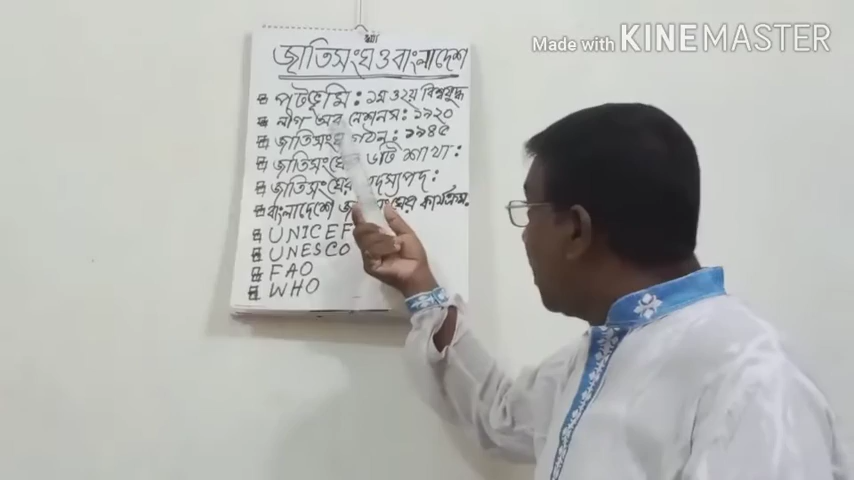 Made with KINEMASTER
জাতিসংঘ ও বাংলাদেশ
পটভূমি: ১ম ও ২য় বিশ্বযুদ্ধ
লীগ অব নেশনস: ১৯২০
জাতিসংঘ গঠন: ১৯৪৫
জাতিসংঘের ৬টি শাখা:
জাতিসংঘের সদস্যপদ:
বাংলাদেশে জাতিসংঘের কার্যক্রম:
UNICEF
UNESCO
FAO
WHO